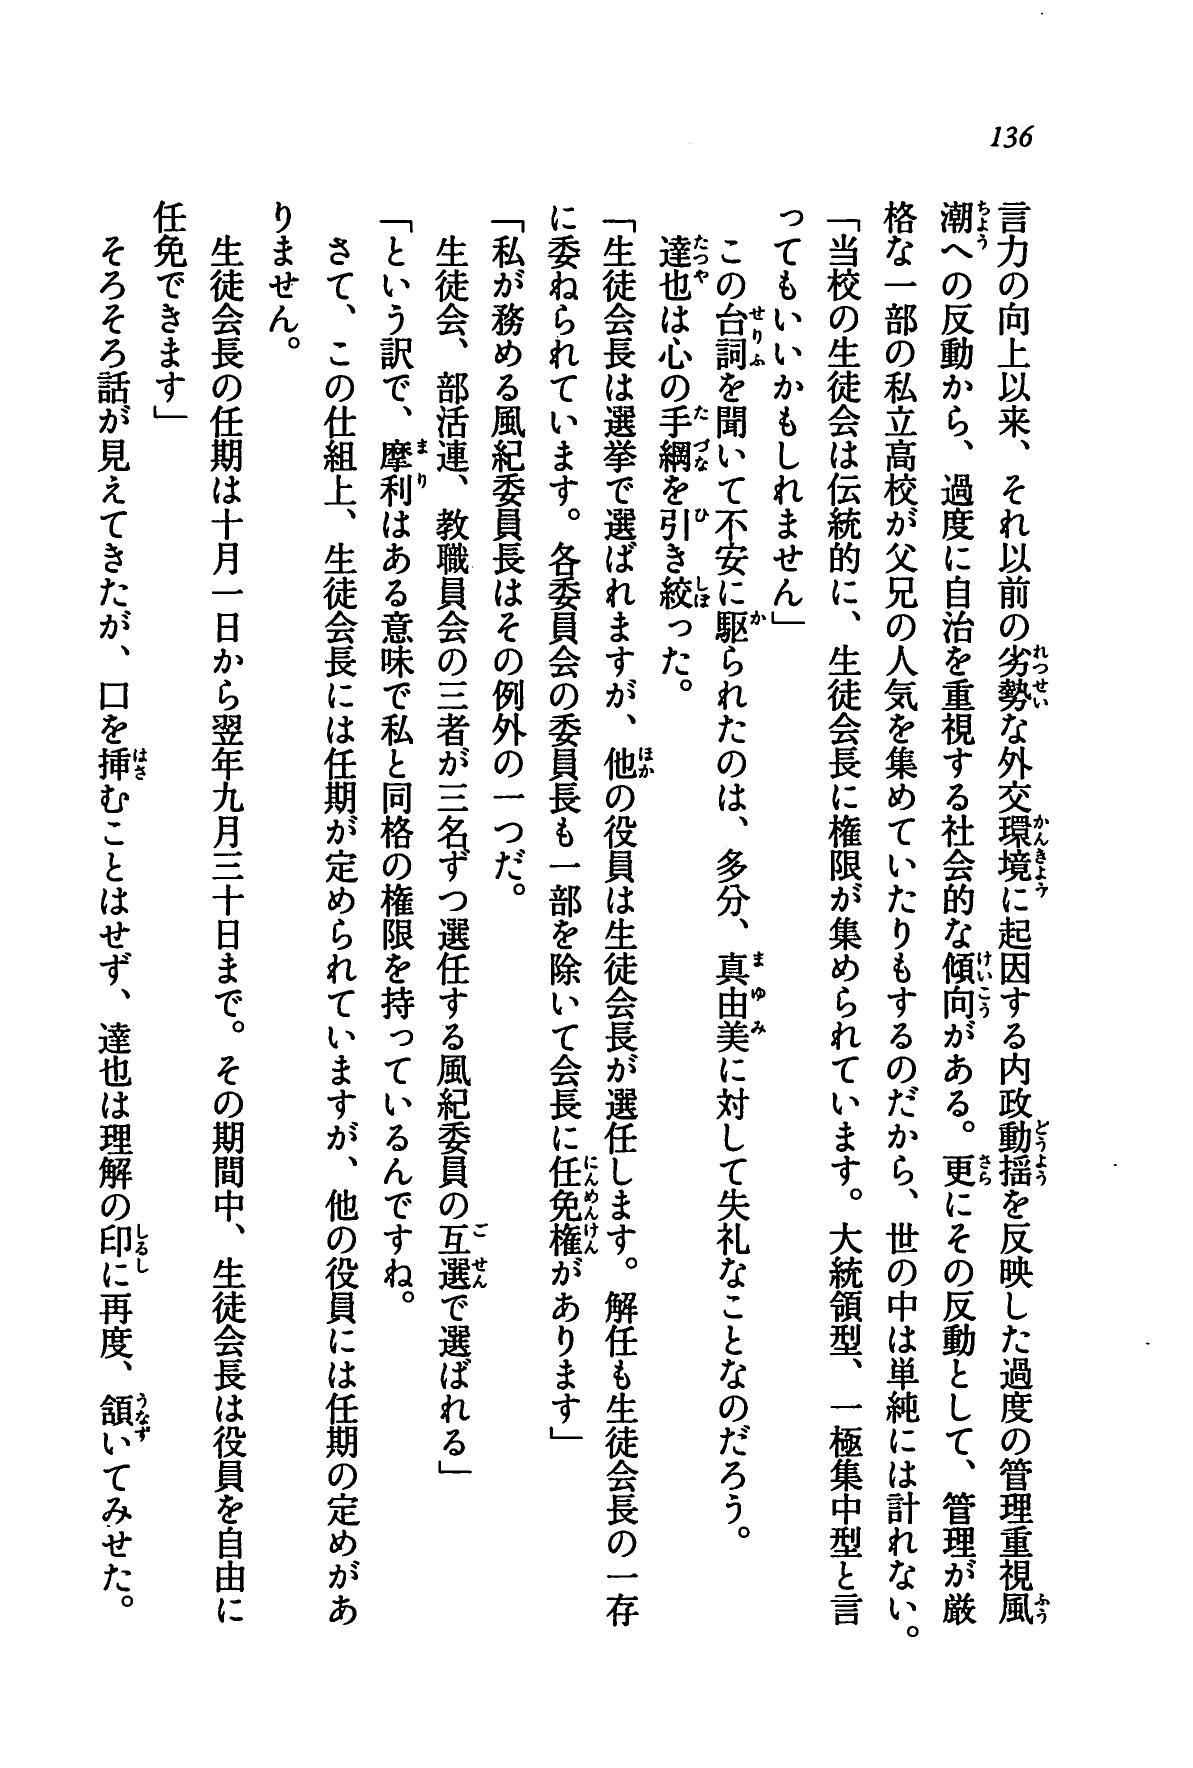 136
言力の向上以来、それ以前の劣勢な外交環境に起因する内政動揺を反映した過度の管理重視風
潮への反動から、過度に自治を重視する社会的な傾向がある。更にその反動として、管理が厳
格な一部の私立高校が父兄の人気を集めていたりもするのだから、世の中は単純には計れない。
「当校の生徒会は伝統的に、生徒会長に権限が集められています。大統領型、一極集中型と言
ってもいいかもしれません」
　この台詞を聞いて不安に駆られたのは、多分、真由美に対して失礼なことなのだろう。
　達也は心の手綱を引き絞った。
「生徒会長は選挙で選ばれますが、他の役員は生徒会長が選任します。解任も生徒会長の一存
に委ねられています。各委員会の委員長も一部を除いて会長に任免権があります」
「私が務める風紀委員長はその例外の一つだ。
　生徒会、部活連、教職員会の三者が三名ずつ選任する風紀委員の互選で選ばれる」
「という訳で、摩利はある意味で私と同格の権限を持っているんですね。
　さて、この仕組上、生徒会長には任期が定められていますが、他の役員には任期の定めがあ
りません。
　生徒会長の任期は十月一日から翌年九月三十日まで。その期間中、生徒会長は役員を自由に
任免できます」
　そろそろ話が見えてきたが、口を挿むことはせず、達也は理解の印に再度、頷いてみせた。